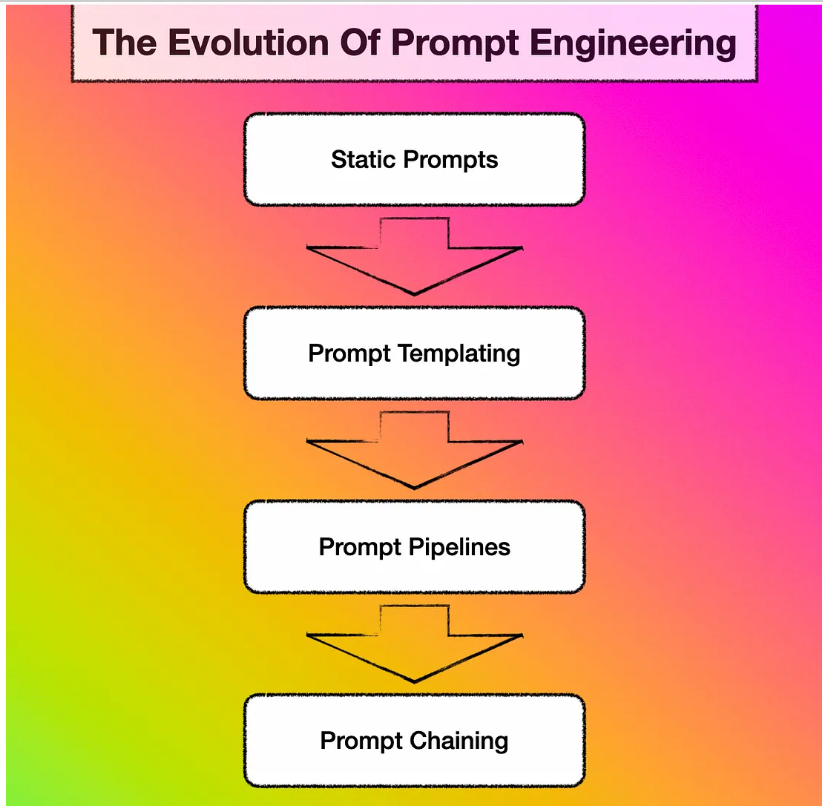 The Evolution Of Prompt Engineering
Static Prompts
Prompt Templating
Prompt Pipelines
Prompt Chaining